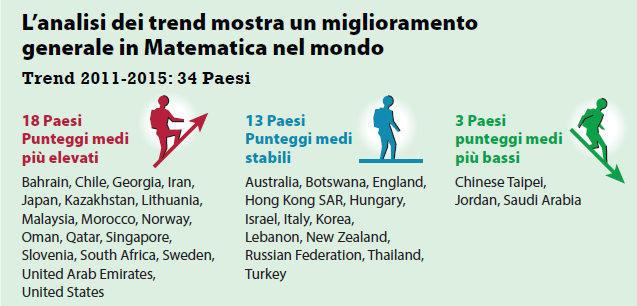 L'analisi dei trend mostra un miglioramento
generale in Matematica nel mondo
Trend 2011-2015: 34 Paesi
18 Paesi
Punteggi medi
più elevati
Bahrain, Chile, Georgia, Iran,
Japan, Kazakhstan, Lithuania,
Malaysia, Morocco, Norway,
Oman, Qatar, Singapore,
Slovenia, South Africa, Sweden,
United Arab Emirates,
United States
13 Paesi
Punteggi medi
stabili
Australia, Botswana, England,
Hong Kong SAR, Hungary,
Israel, Italy, Korea,
Lebanon, New Zealand,
Russian Federation, Thailand,
Turkey
3 Paesi
punteggi medi
più bassi
Chinese Taipei,
Jordan, Saudi Arabia